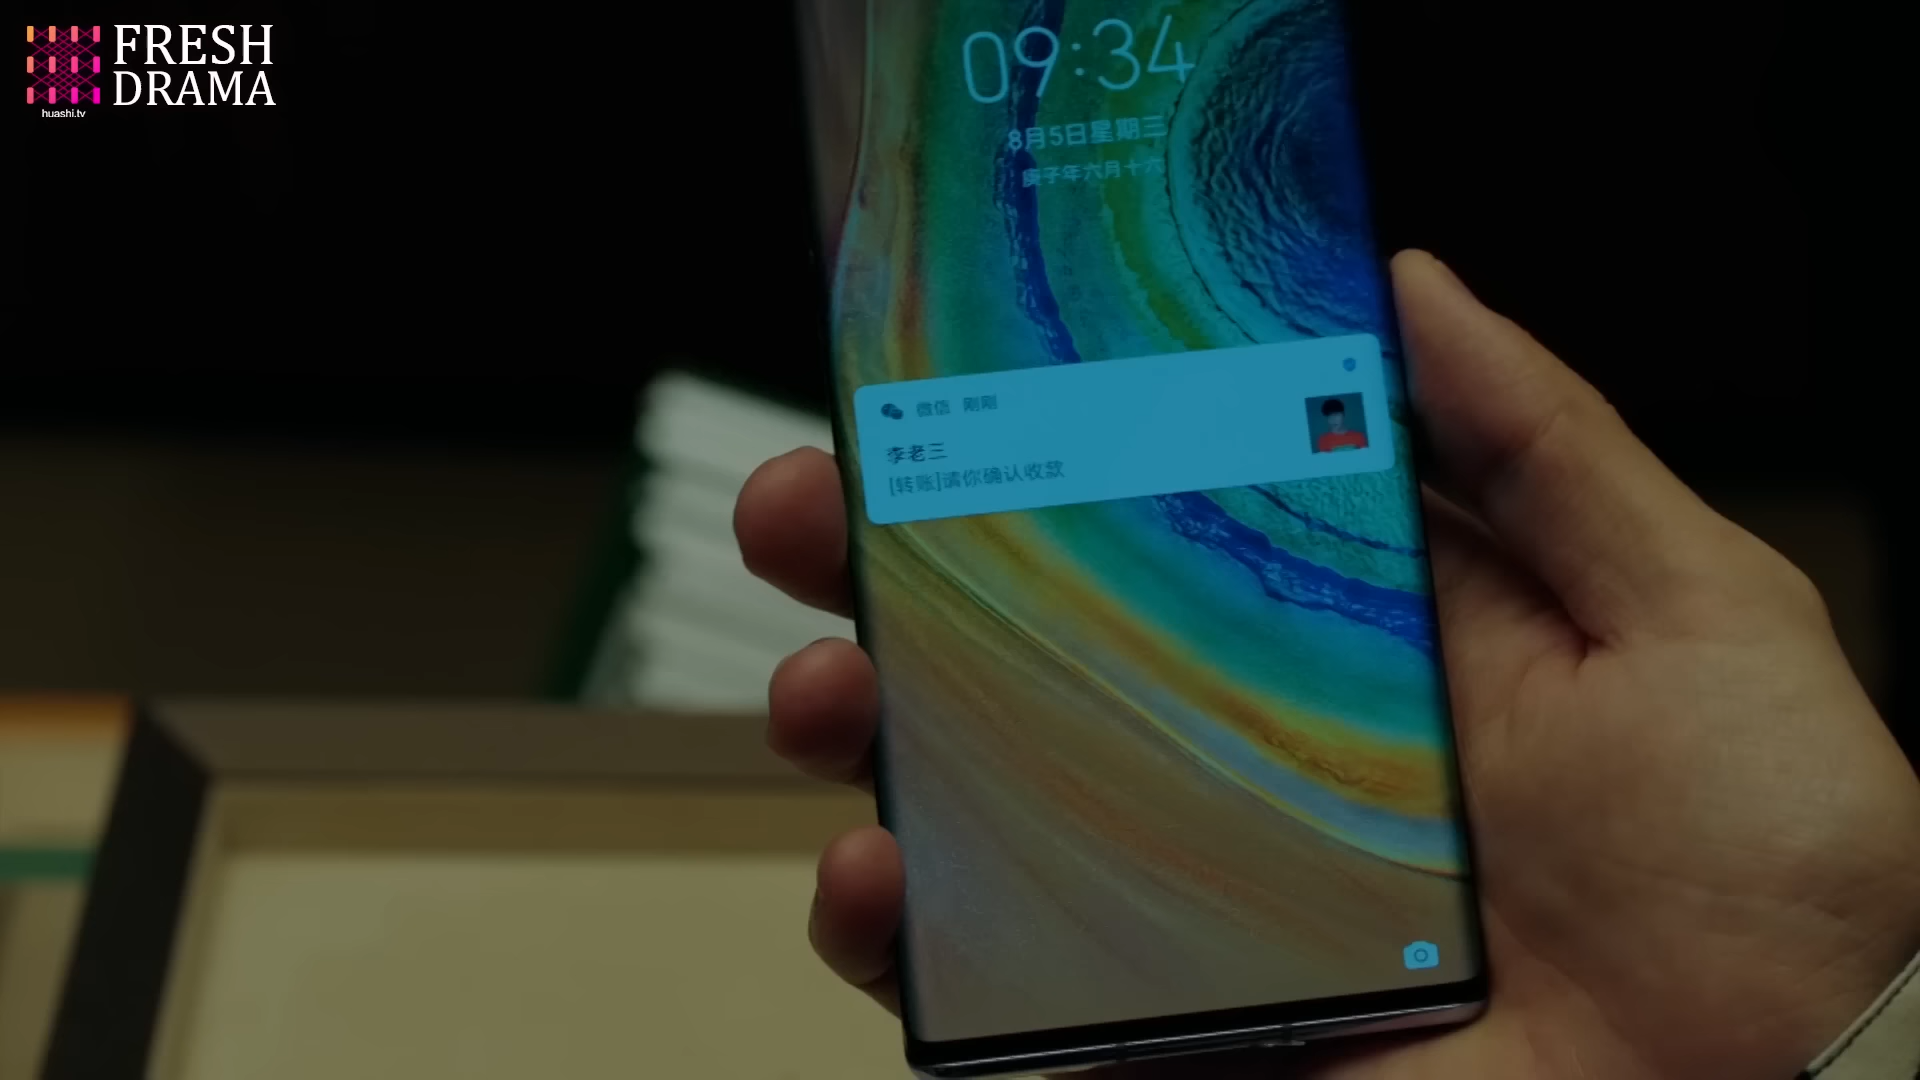 FRESH
DRAMA
huashi.tv
09:34
8月5日星期三
庚子年六月十六
微信 刚刚
李老三
[转账]请你确认收款